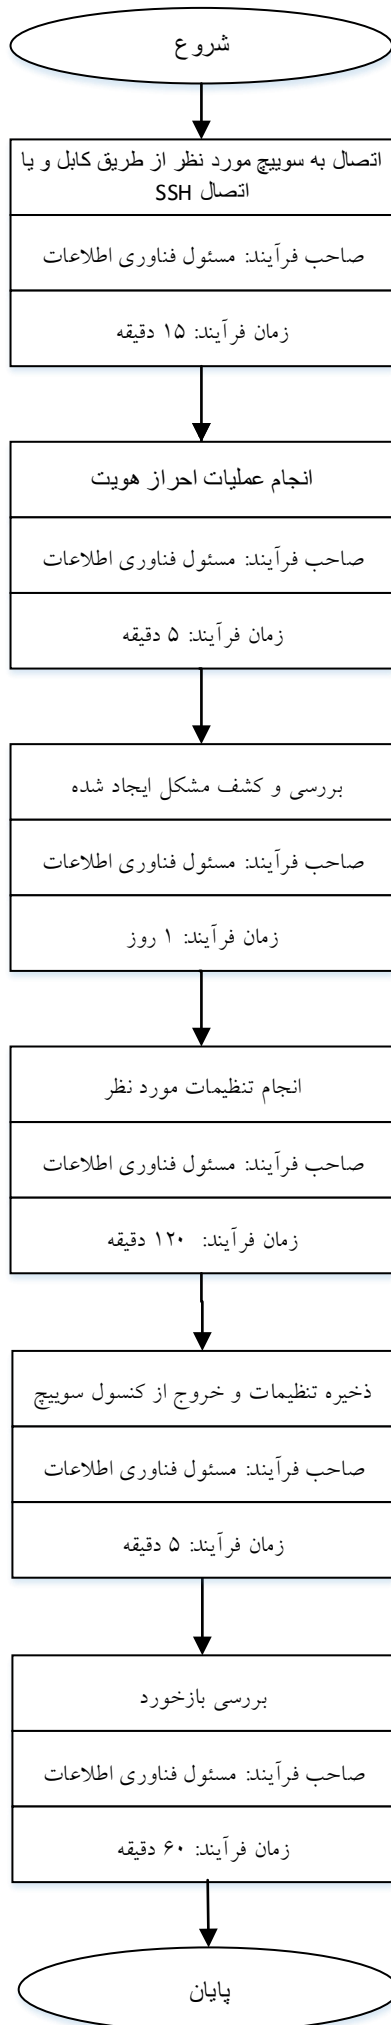 شروع
اتصال به سوییچ مورد نظر از طریق کابل و یا
اتصال SSH
صاحب فرآیند: مسئول فناوری اطلاعات
زمان فرآیند: ۱۵ دقیقه
انجام عملیات احراز هویت
صاحب فرآیند: مسئول فناوری اطلاعات
زمان فرآیند: ۵ دقیقه
بررسی و کشف مشکل ایجاد شده
صاحب فرآیند: مسئول فناوری اطلاعات
زمان فرآیند: ۱ روز
انجام تنظیمات مورد نظر
صاحب فرآیند: مسئول فناوری اطلاعات
زمان فرآیند: ۱۲۰ دقیقه
ذخیره تنظیمات و خروج از کنسول سوییچ
صاحب فرآیند: مسئول فناوری اطلاعات
زمان فرآیند: ۵ دقیقه
بررسی بازخورد
صاحب فرآیند: مسئول فناوری اطلاعات
زمان فرآیند: ۶۰ دقیقه
پایان